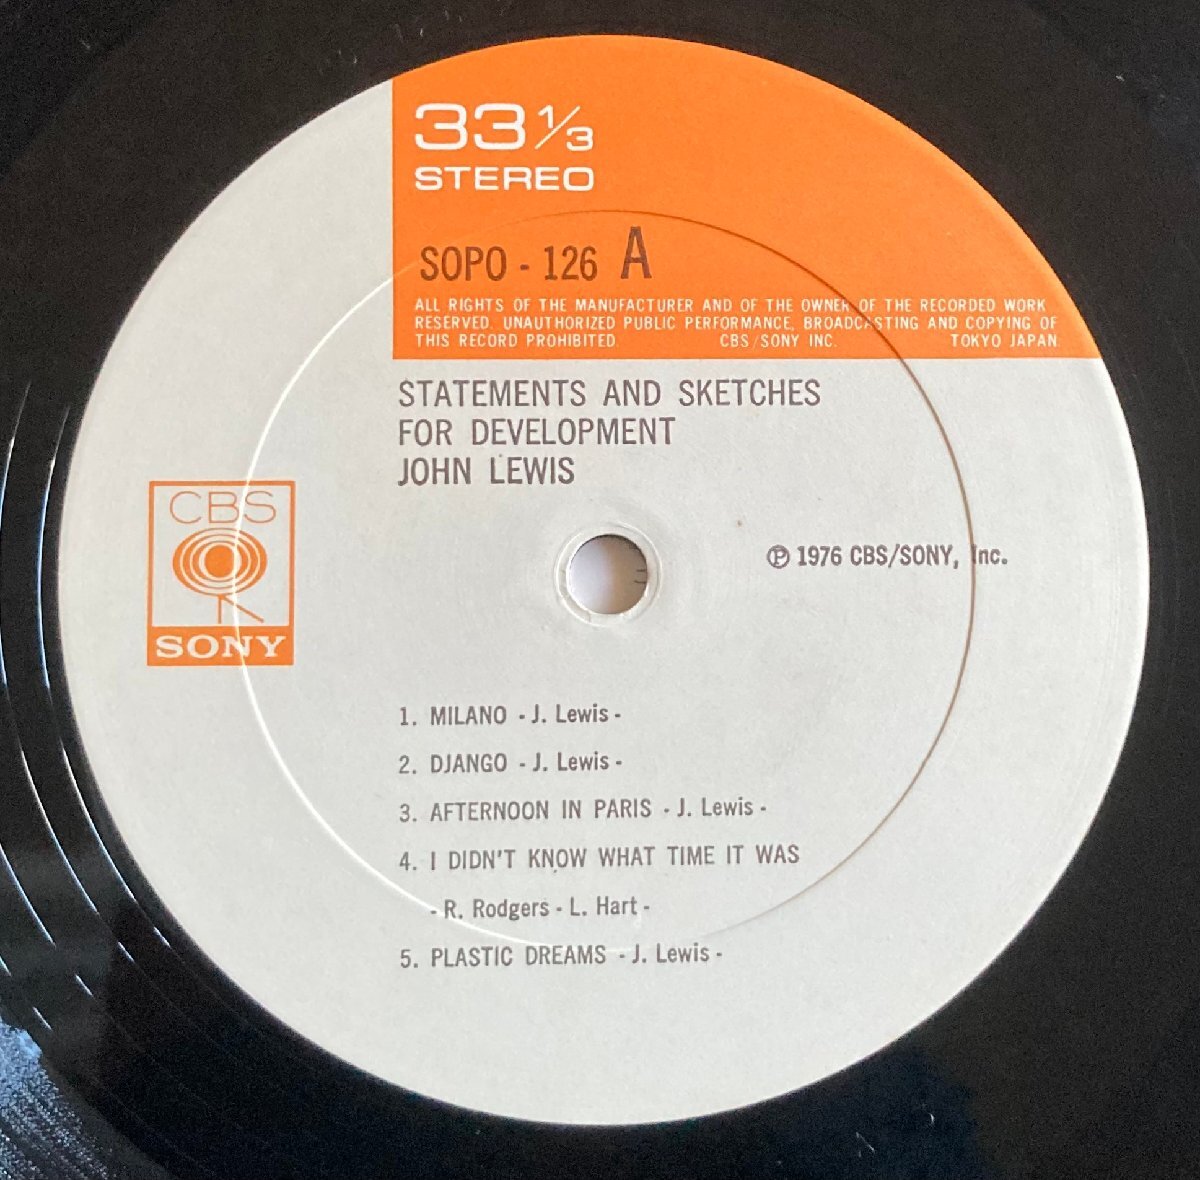 33 1/3
STEREO
SOPO - 126 A
ALL RIGHTS OF THE MANUFACTURER AND OF THE OWNER OF THE RECORDED WORK
RESERVED. UNAUTHORIZED PUBLIC PERFORMANCE, BROADCASTING AND COPYING OF
THIS RECORD PROHIBITED. CBS/SONY INC. TOKYO JAPAN.
STATEMENTS AND SKETCHES
FOR DEVELOPMENT
JOHN LEWIS
CBS
SONY
Ⓟ 1976 CBS/SONY, Inc.
1. MILANO - J. Lewis -
2. DJANGO - J. Lewis -
3. AFTERNOON IN PARIS - J. Lewis -
4. I DIDN'T KNOW WHAT TIME IT WAS
- R. Rodgers - L. Hart -
5. PLASTIC DREAMS - J. Lewis -